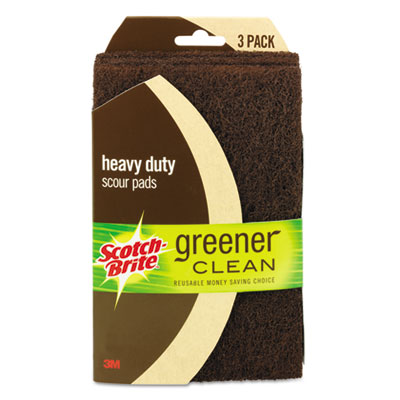 3 PACK
heavy duty
scour pads
Scotch-
Brite
greener
CLEAN
REUSABLE MONEY SAVING CHOICE
3M